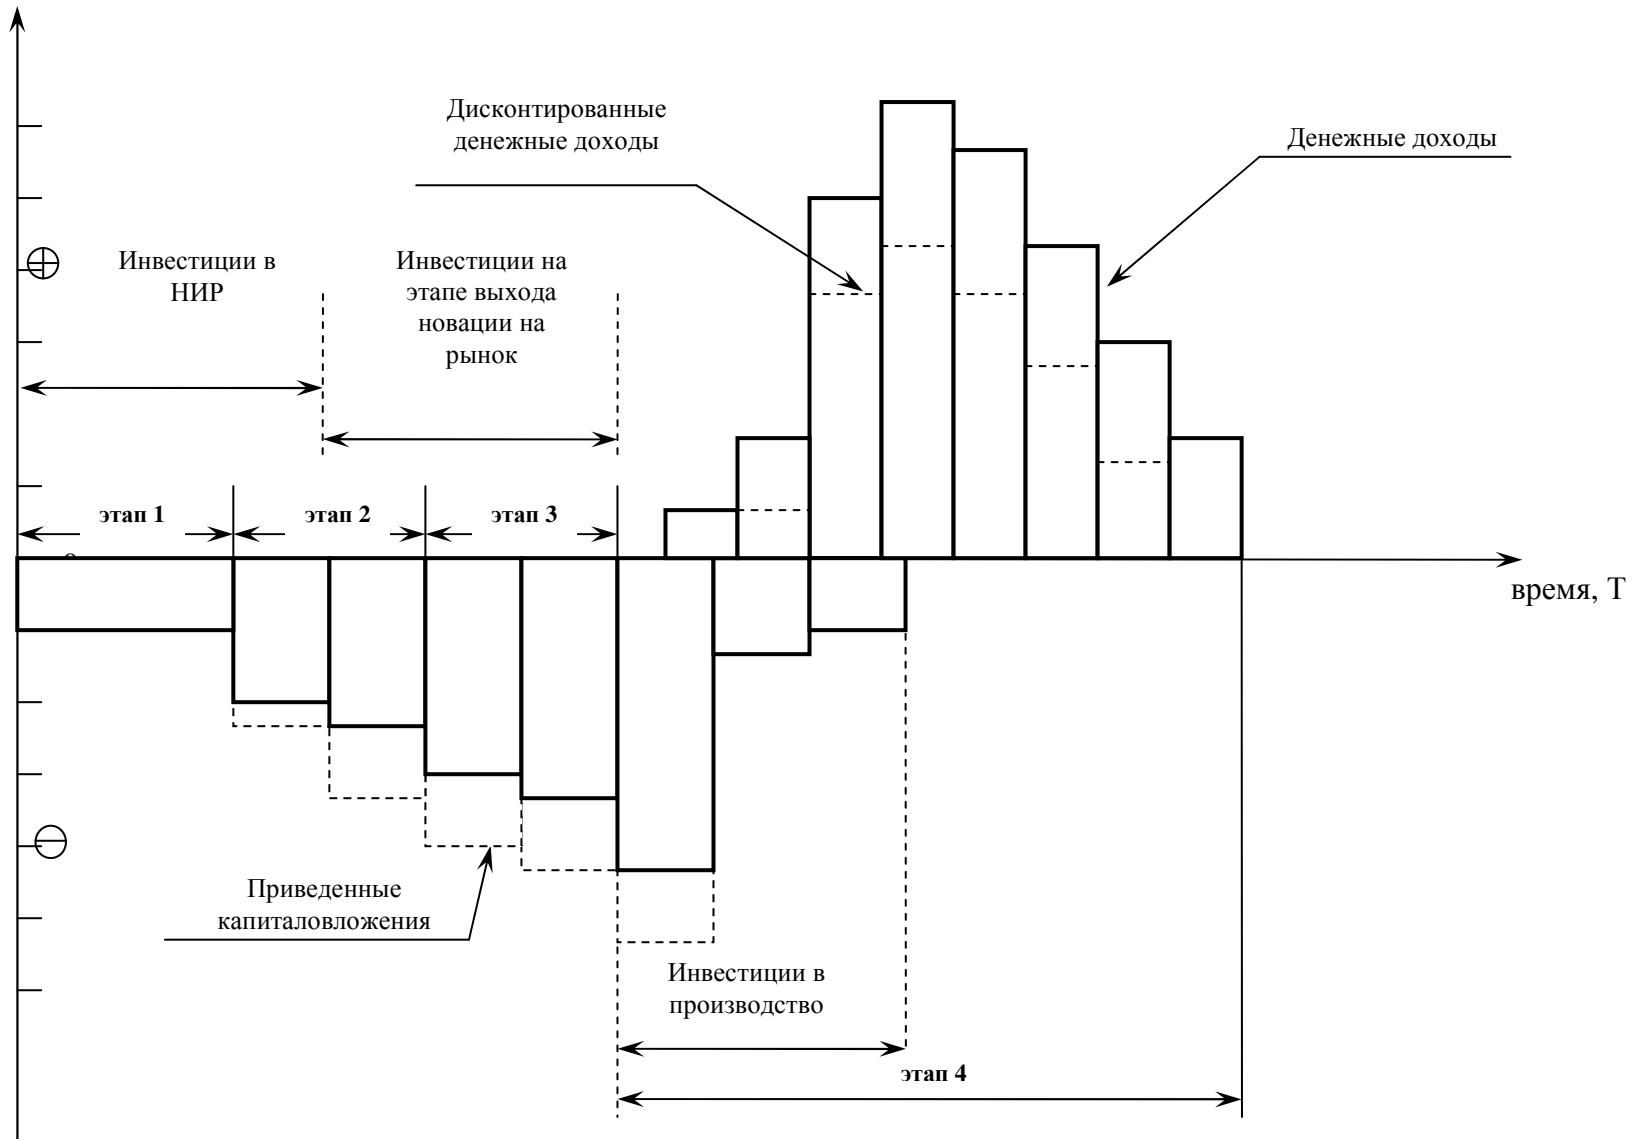 Дисконтированные
денежные доходы
Денежные доходы
Инвестиции в
НИР
Инвестиции на
этапе выхода
новации на
рынок
этап 1
этап 2
этап 3
время, Т
Приведенные
капиталовложения
Инвестиции в
производство
этап 4